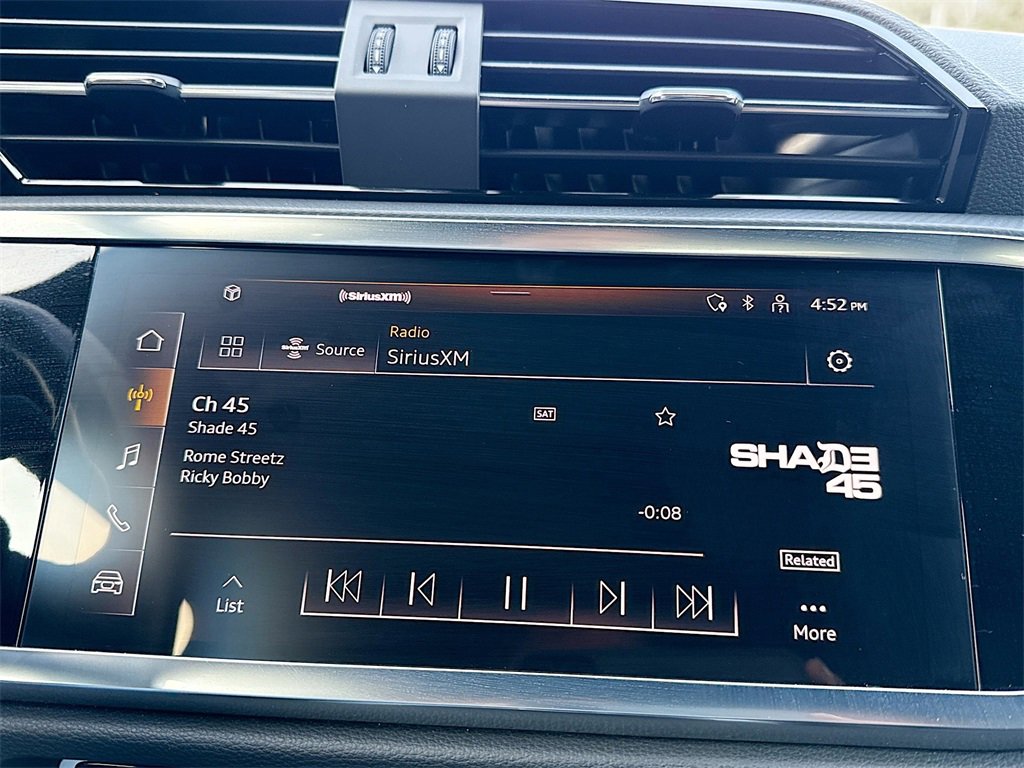 ((SiriusXM))
4:52 PM
Radio
SiriusXM
SiriusXM
Source
Ch 45
SAT
Shade 45
Rome Streetz
Ricky Bobby
SHADE
45
-0:08
Related
List
More